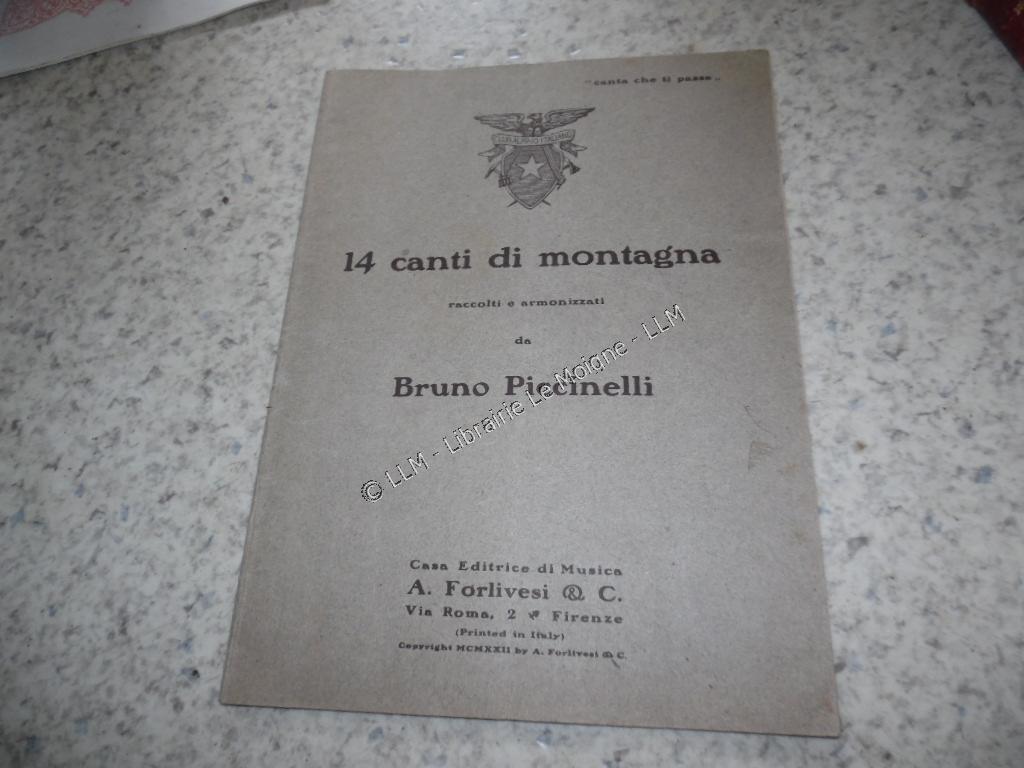 "canta che ti passa"
CLUB ALPINO ITALIANO
14 canti di montagna
raccolti e armonizzati
da
Bruno Piccinelli
© LLM - Librairie Le Moigne - LLM
Casa Editrice di Musica
A. Forlivesi & C.
Via Roma, 2 Firenze
(Printed in Italy)
Copyright MCMXXII by A. Forlivesi & C.